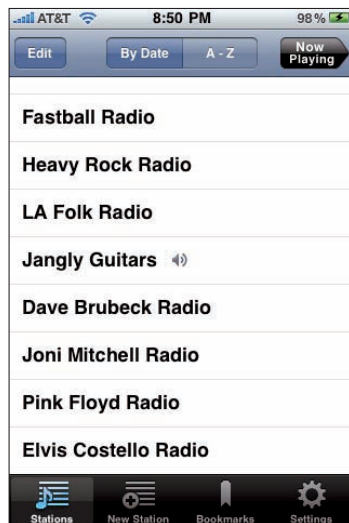 AT&T 8:50 PM 98%
Edit By Date A - Z Now Playing
Fastball Radio
Heavy Rock Radio
LA Folk Radio
Jangly Guitars
Dave Brubeck Radio
Joni Mitchell Radio
Pink Floyd Radio
Elvis Costello Radio
Stations New Station Bookmarks Settings